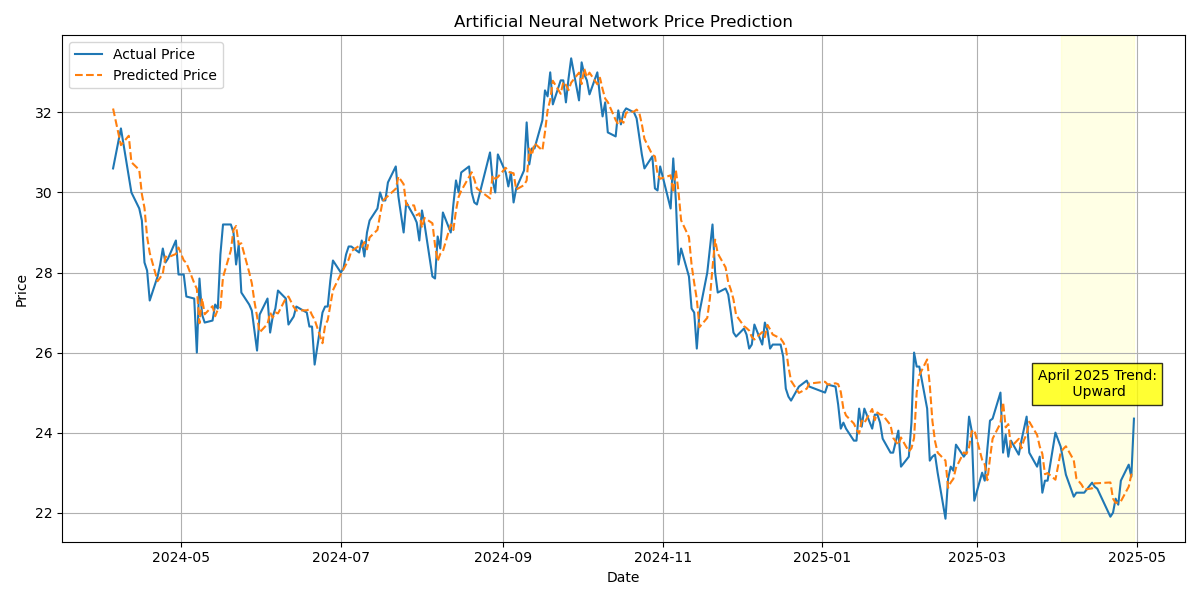 Artificial Neural Network Price Prediction
Actual Price
Predicted Price
April 2025 Trend:
Upward
Price
32
30
28
26
24
22
2024-05
2024-07
2024-09
2024-11
2025-01
2025-03
2025-05
Date